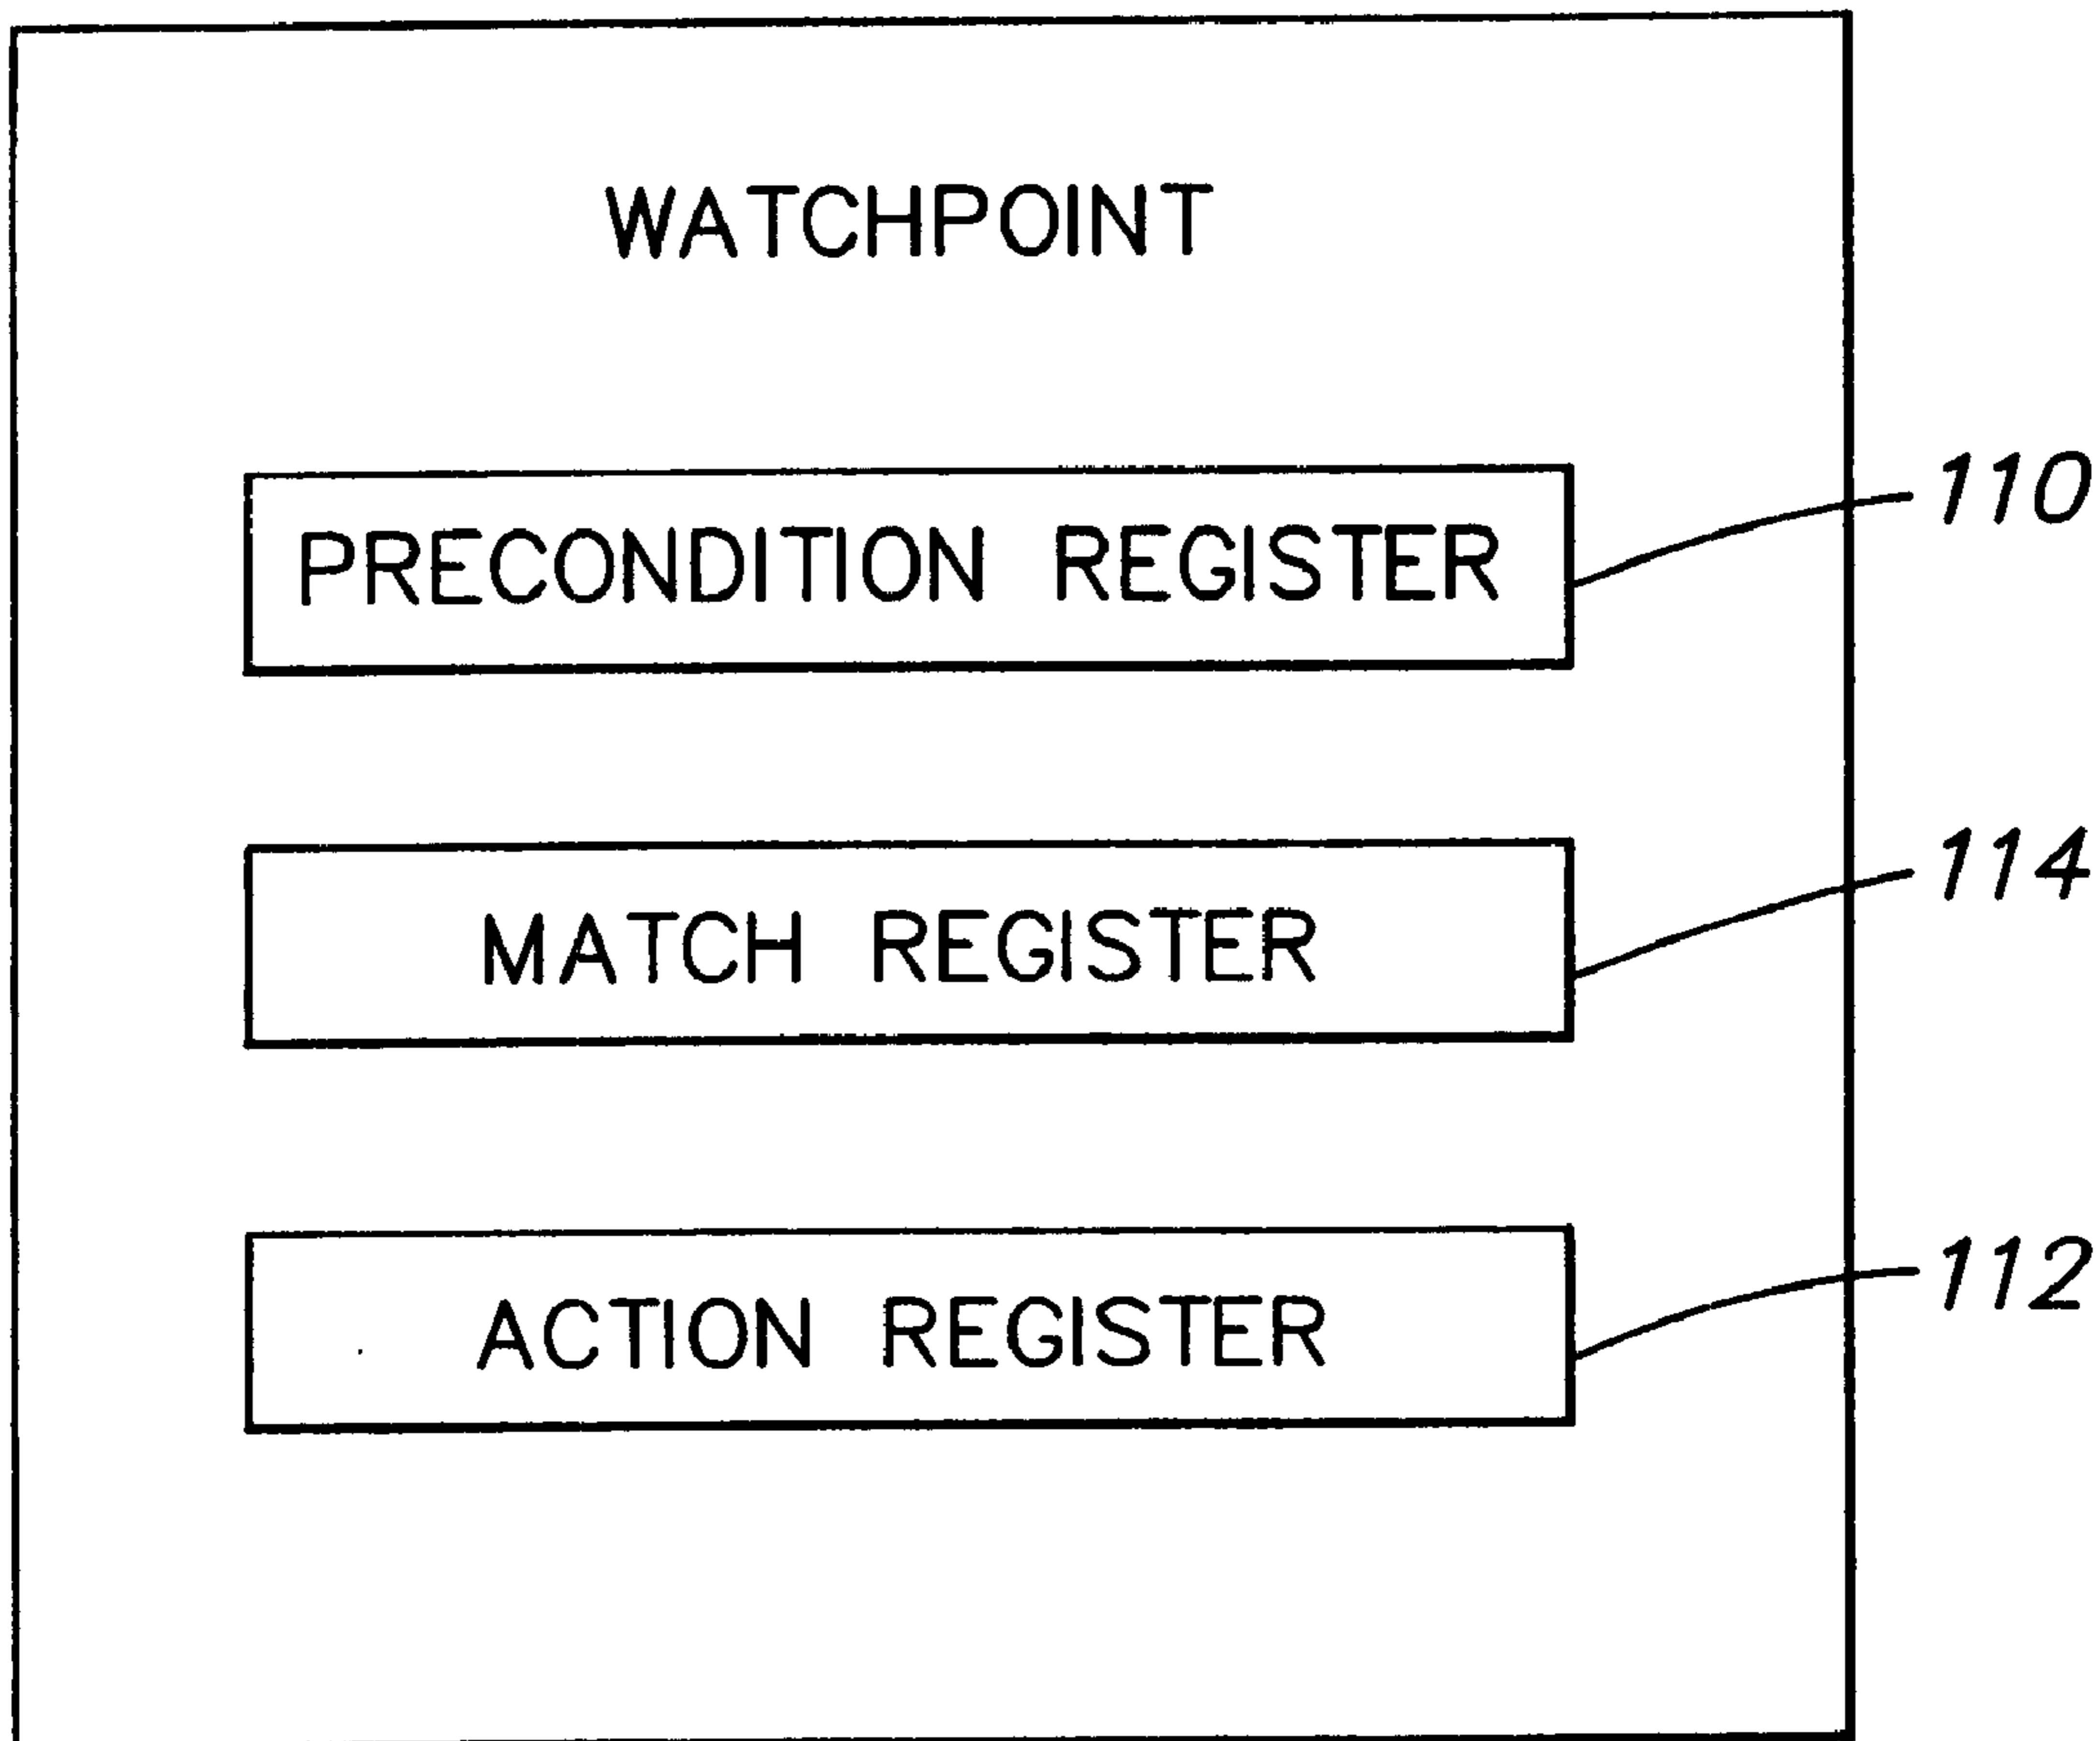 WATCHPOINT
PRECONDITION REGISTER
110
MATCH REGISTER
114
ACTION REGISTER
112